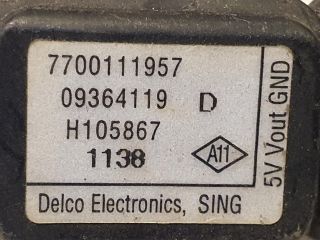 7700111957
09364119 D
H105867
1138
A11
Delco Electronics, SING
5V Vout GND